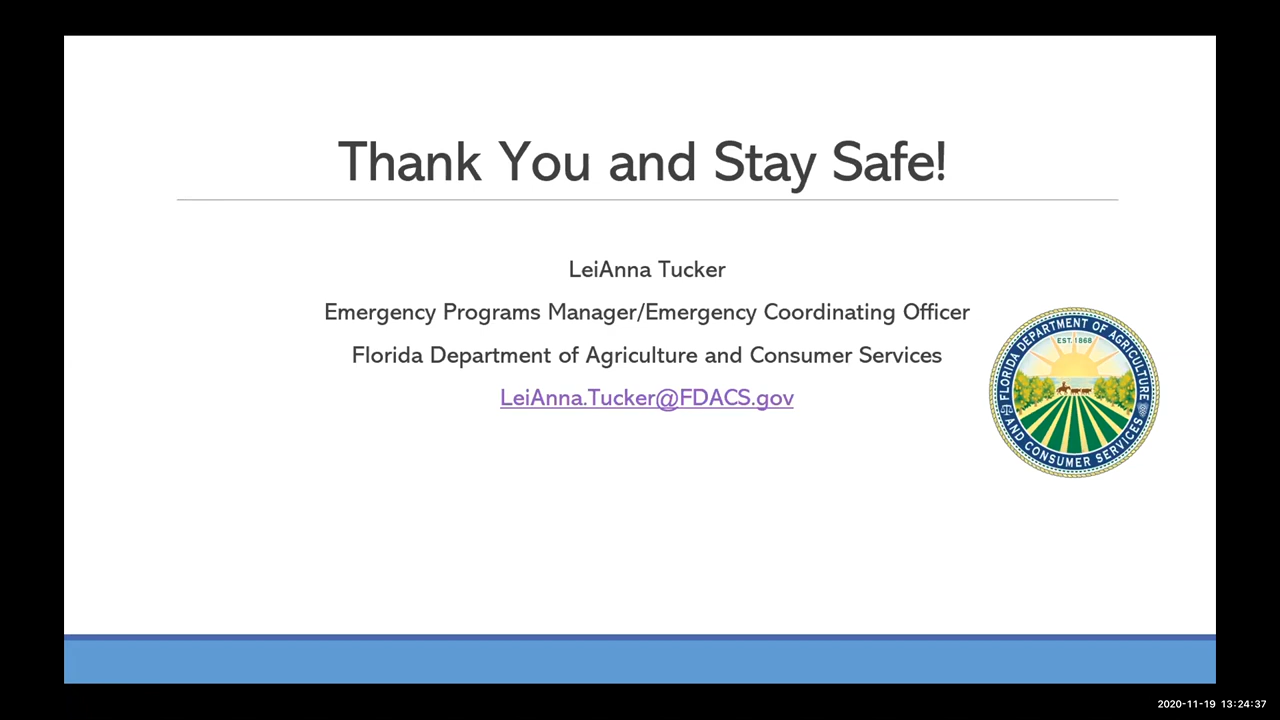 Thank You and Stay Safe!
LeiAnna Tucker
Emergency Programs Manager/Emergency Coordinating Officer
Florida Department of Agriculture and Consumer Services
LeiAnna.Tucker@FDACS.gov
FLORIDA DEPARTMENT OF AGRICULTURE
EST. 1868
AND CONSUMER SERVICES
2020-11-19 13:24:37